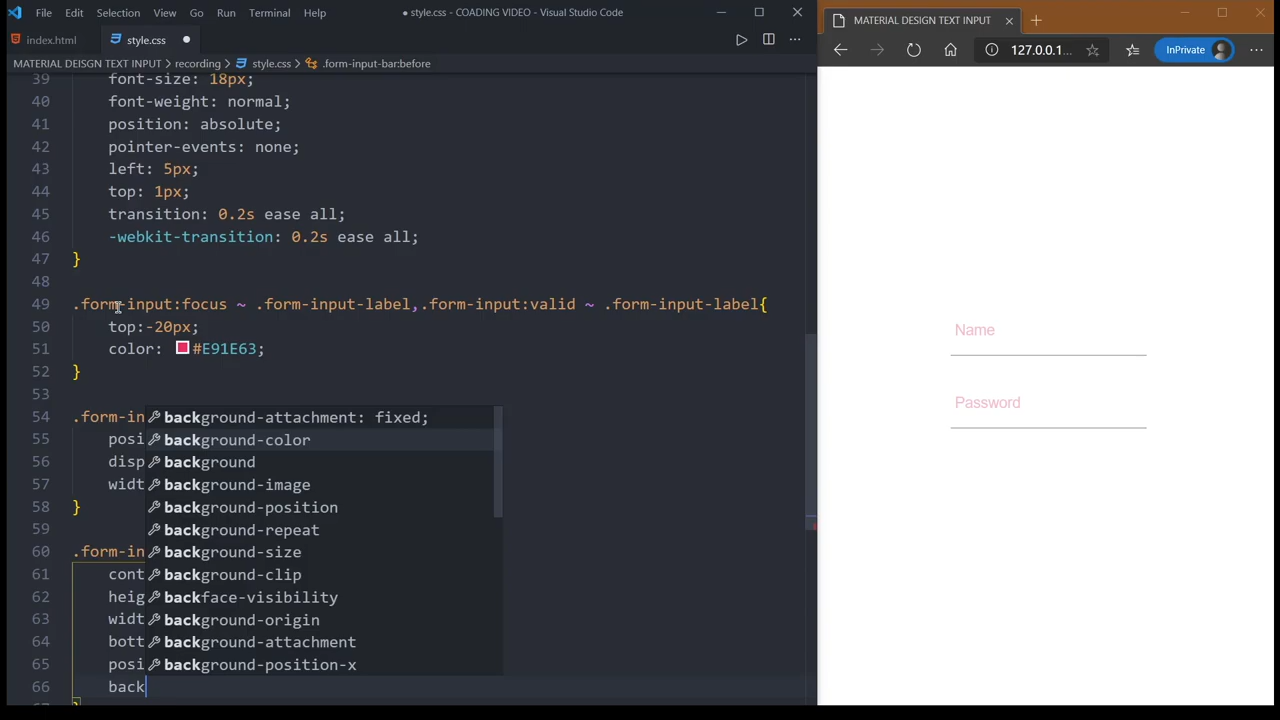 File Edit Selection View Go Run Terminal Help
● style.css - COADING VIDEO - Visual Studio Code
index.html style.css
MATERIAL DEISGN TEXT INPUT > recording > style.css > .form-input-bar:before
39 font-size: 18px;
40 font-weight: normal;
41 position: absolute;
42 pointer-events: none;
43 left: 5px;
44 top: 1px;
45 transition: 0.2s ease all;
46 -webkit-transition: 0.2s ease all;
47 }
48
49 .form-input:focus ~ .form-input-label,.form-input:valid ~ .form-input-label{
50 top:-20px;
51 color: #E91E63;
52 }
53
54 .form-in
55 posi
56 disp
57 widt
58 }
59
60 .form-in
61 cont
62 heig
63 widt
64 bott
65 posi
66 back
background-attachment: fixed;
background-color
background
background-image
background-position
background-repeat
background-size
background-clip
backface-visibility
background-origin
background-attachment
background-position-x
MATERIAL DESIGN TEXT INPUT
127.0.0.1...
InPrivate
Name
Password